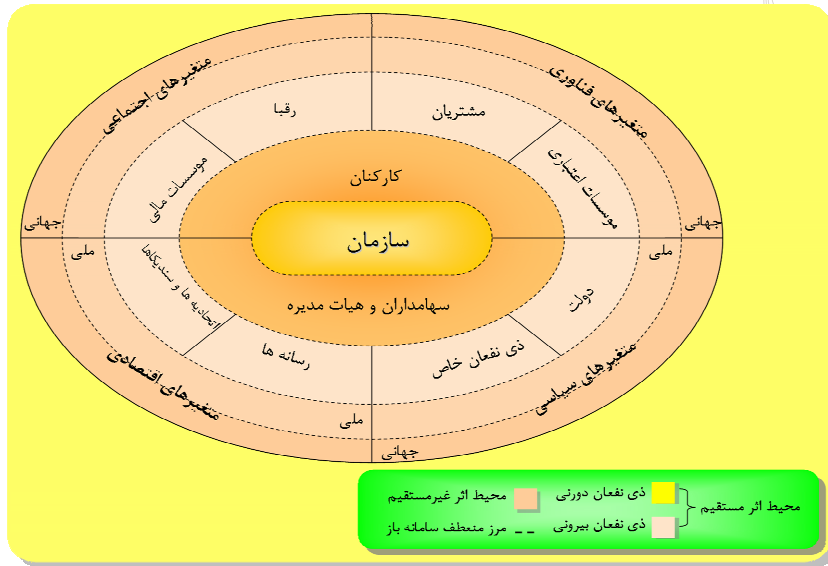 متغیرهای اجتماعی
متغیرهای فناوری
رقبا
مشتریان
موسسات مالی
موسسات اعتباری
کارکنان
سازمان
سهامداران و هیات مدیره
جهانی
جهانی
ملی
ملی
اتحادیه ها و سندیکاها
دولت
رسانه ها
ذی نفعان خاص
متغیرهای اقتصادی
متغیرهای سیاسی
ملی
جهانی
محیط اثر مستقیم
ذی نفعان دورنی
ذی نفعان بیرونی
محیط اثر غیرمستقیم
مرز منعطف سامانه باز